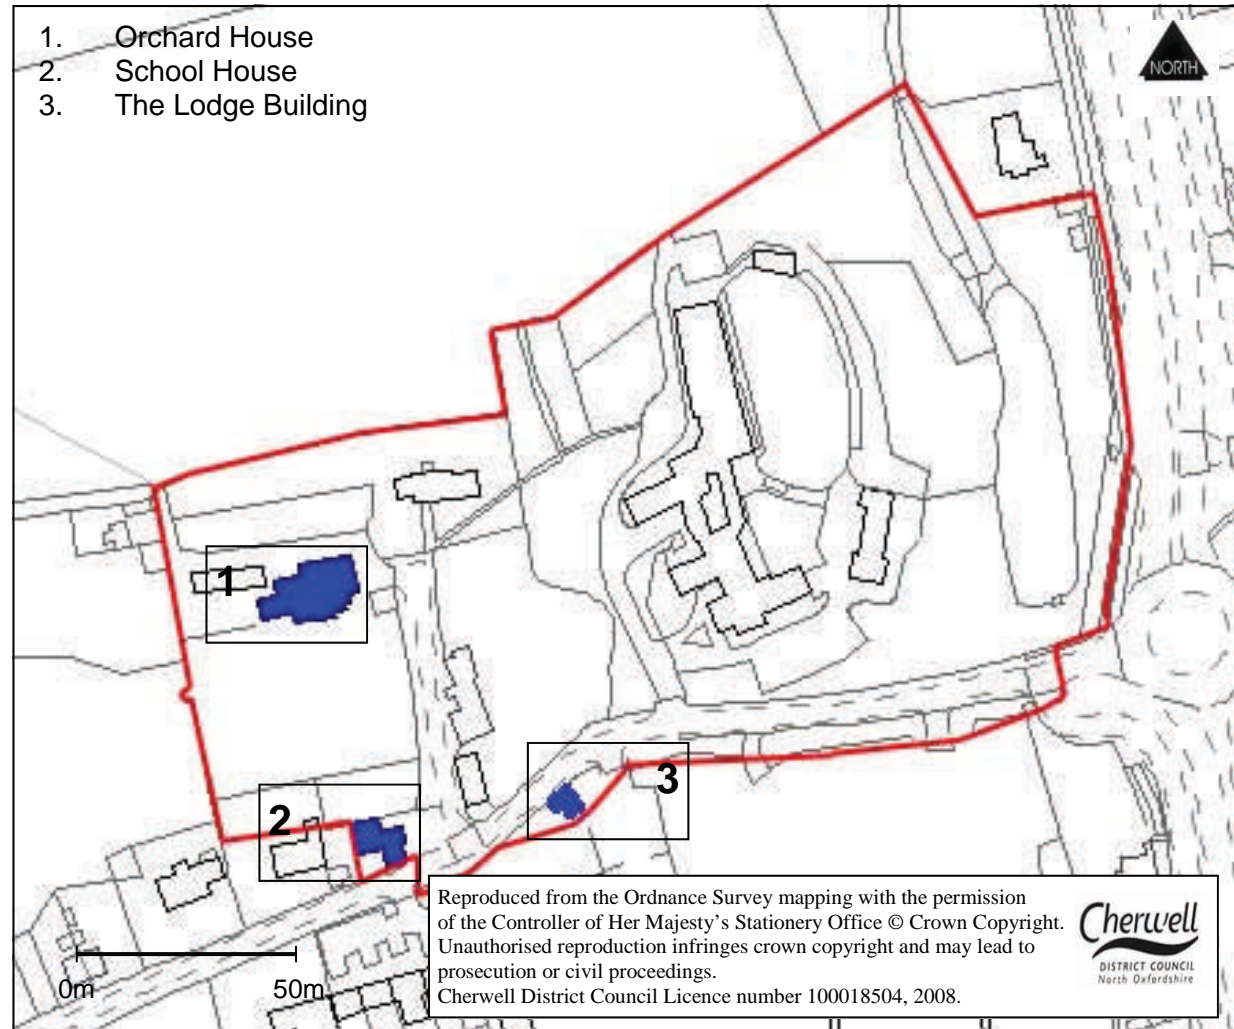 1. Orchard House
2. School House
3. The Lodge Building
NORTH
1
2
3
0m 50m
Reproduced from the Ordnance Survey mapping with the permission
of the Controller of Her Majesty's Stationery Office © Crown Copyright.
Unauthorised reproduction infringes crown copyright and may lead to
prosecution or civil proceedings.
Cherwell District Council Licence number 100018504, 2008.
Cherwell
DISTRICT COUNCIL
North Oxfordshire